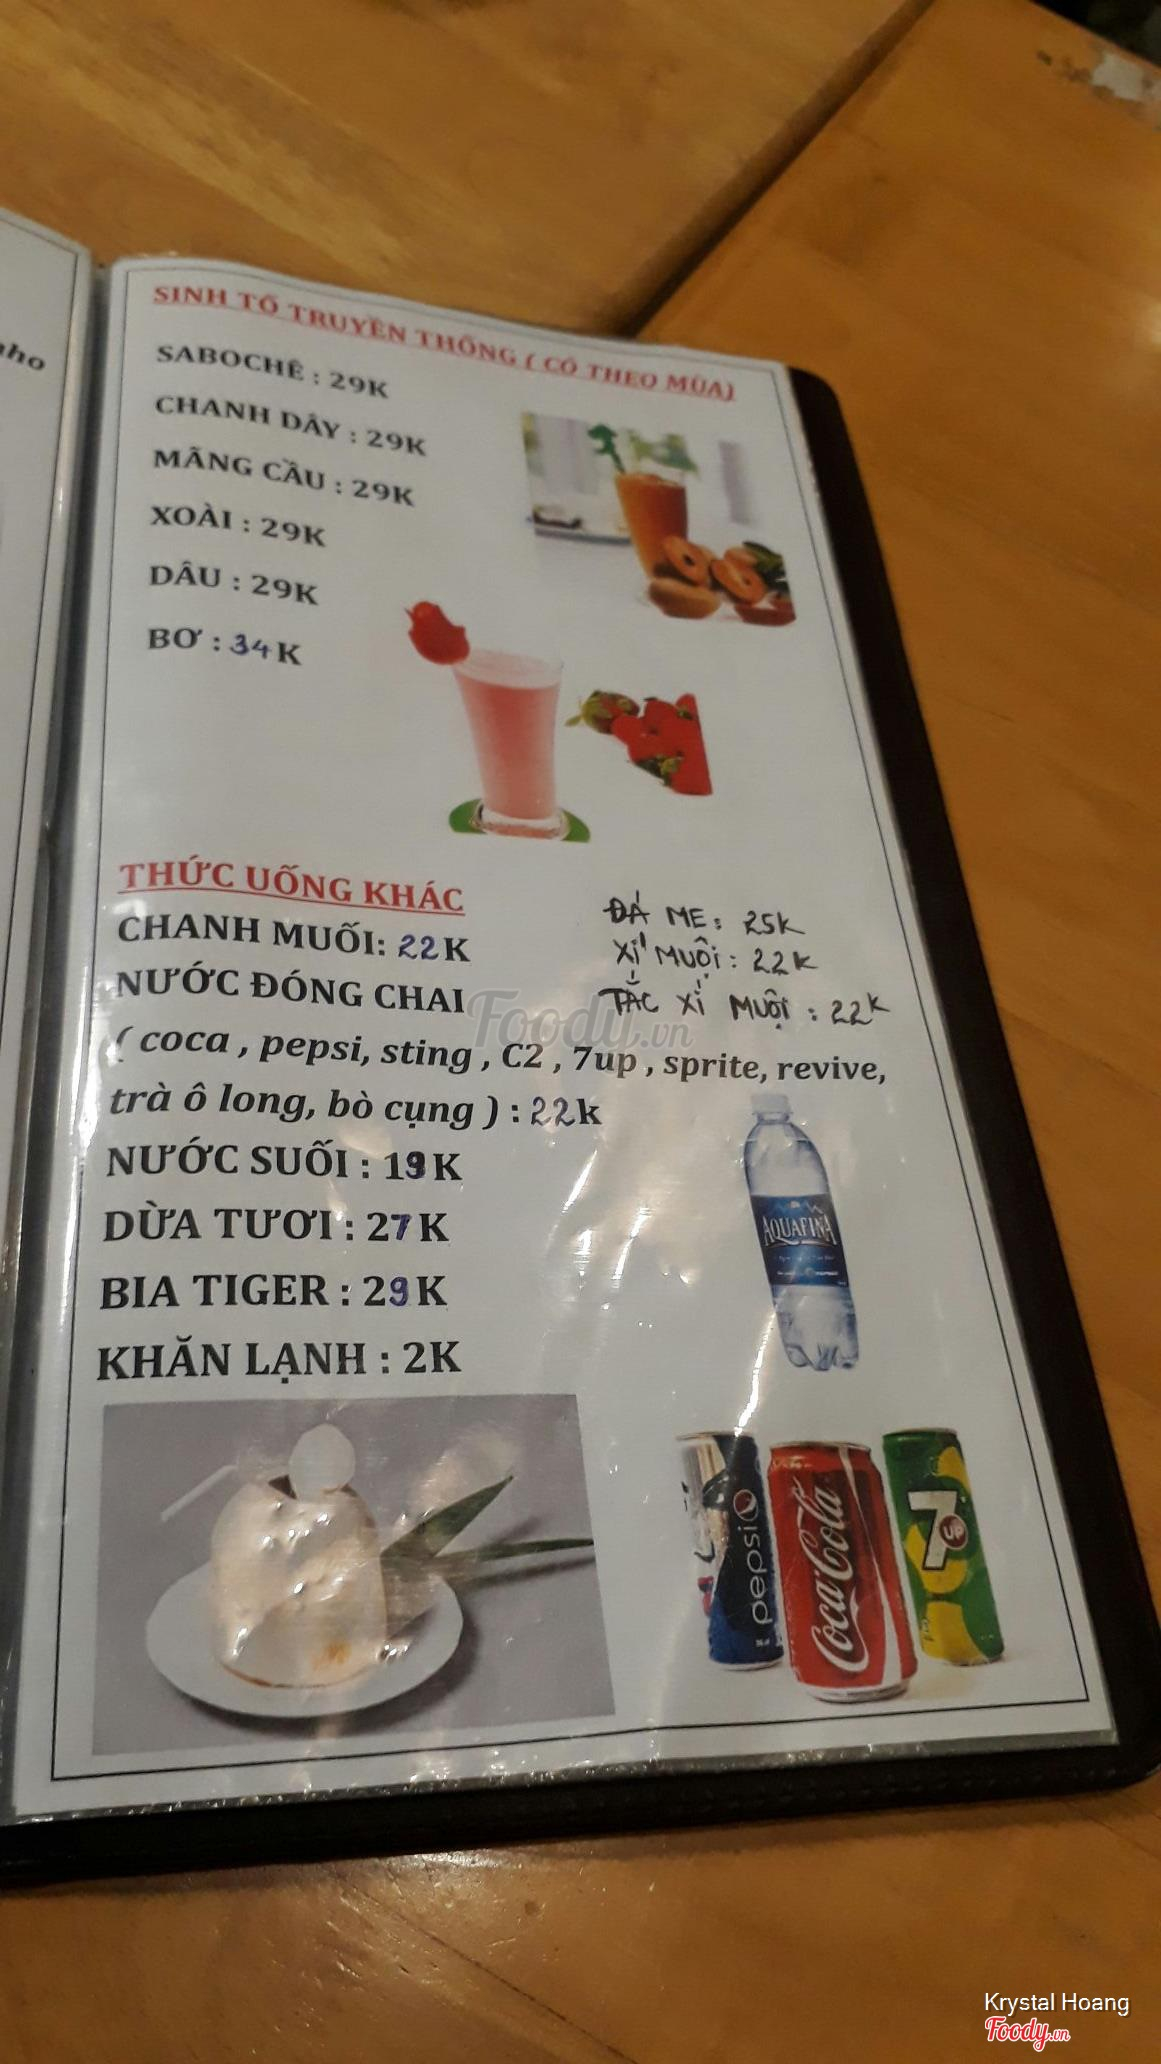 nho
SINH TỐ TRUYỀN THỐNG ( CÓ THEO MÙA)
SABOCHÊ : 29K
CHANH DÂY : 29K
MÃNG CẦU : 29K
XOÀI : 29K
DÂU : 29K
BƠ : 34K
THỨC UỐNG KHÁC
CHANH MUỐI: 22K
NƯỚC ĐÓNG CHAI
( coca , pepsi, sting , C2 , 7up , sprite, revive,
trà ô long, bò cụng ) : 22k
NƯỚC SUỐI : 19K
DỪA TƯƠI : 27K
BIA TIGER : 29K
KHĂN LẠNH : 2K
ĐÁ ME : 25K
XÍ MUỘI : 22K
TẮC XÍ MUỘI : 22K
Foody.vn
AQUAFINA
pepsi
Coca-Cola
7UP
Krystal Hoang
Foody.vn